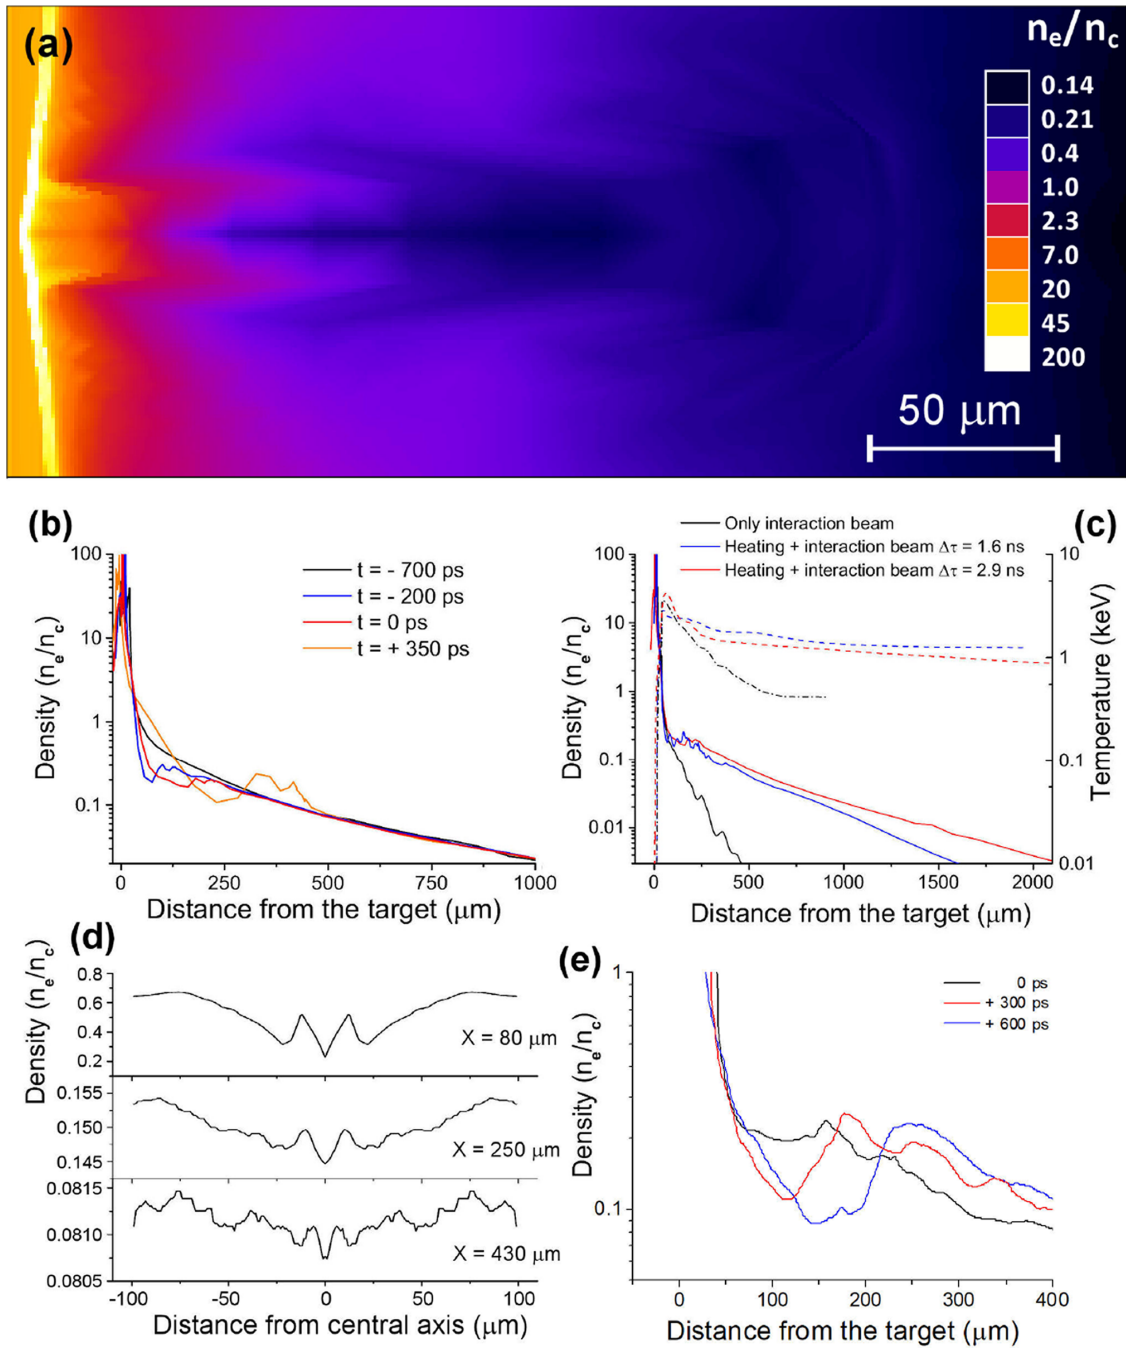 (a)
nₑ/n꜀
0.14
0.21
0.4
1.0
2.3
7.0
20
45
200
50 μm
(b)
Density (nₑ/n꜀)
100
10
1
0.1
t = - 700 ps
t = - 200 ps
t = 0 ps
t = + 350 ps
0 250 500 750 1000
Distance from the target (μm)
(c)
Only interaction beam
Heating + interaction beam Δτ = 1.6 ns
Heating + interaction beam Δτ = 2.9 ns
Density (nₑ/n꜀)
100
10
1
0.1
0.01
10
1
0.1
0.01
Temperature (keV)
0 500 1000 1500 2000
Distance from the target (μm)
(d)
Density (nₑ/n꜀)
0.8
0.6
0.4
0.2
X = 80 μm
0.155
0.150
0.145
X = 250 μm
0.0815
0.0810
0.0805
X = 430 μm
-100 -75 -50 -25 0 25 50 75 100
Distance from central axis (μm)
(e)
Density (nₑ/n꜀)
1
0.1
0 ps
+ 300 ps
+ 600 ps
0 100 200 300 400
Distance from the target (μm)